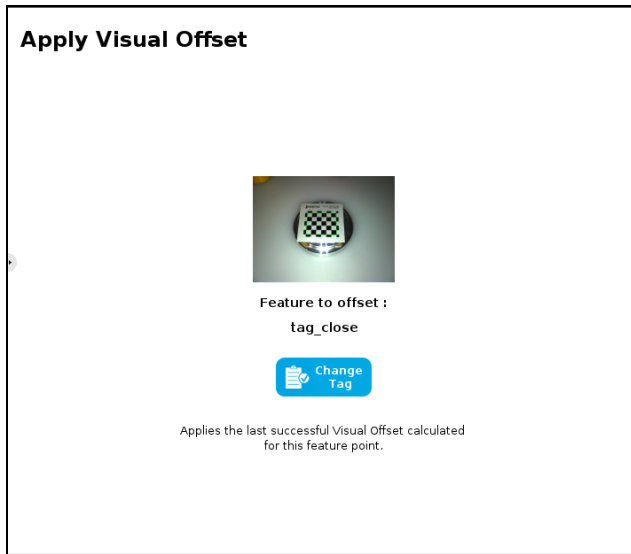 Apply Visual Offset
Feature to offset :
tag_close
Change
Tag
Applies the last successful Visual Offset calculated
for this feature point.